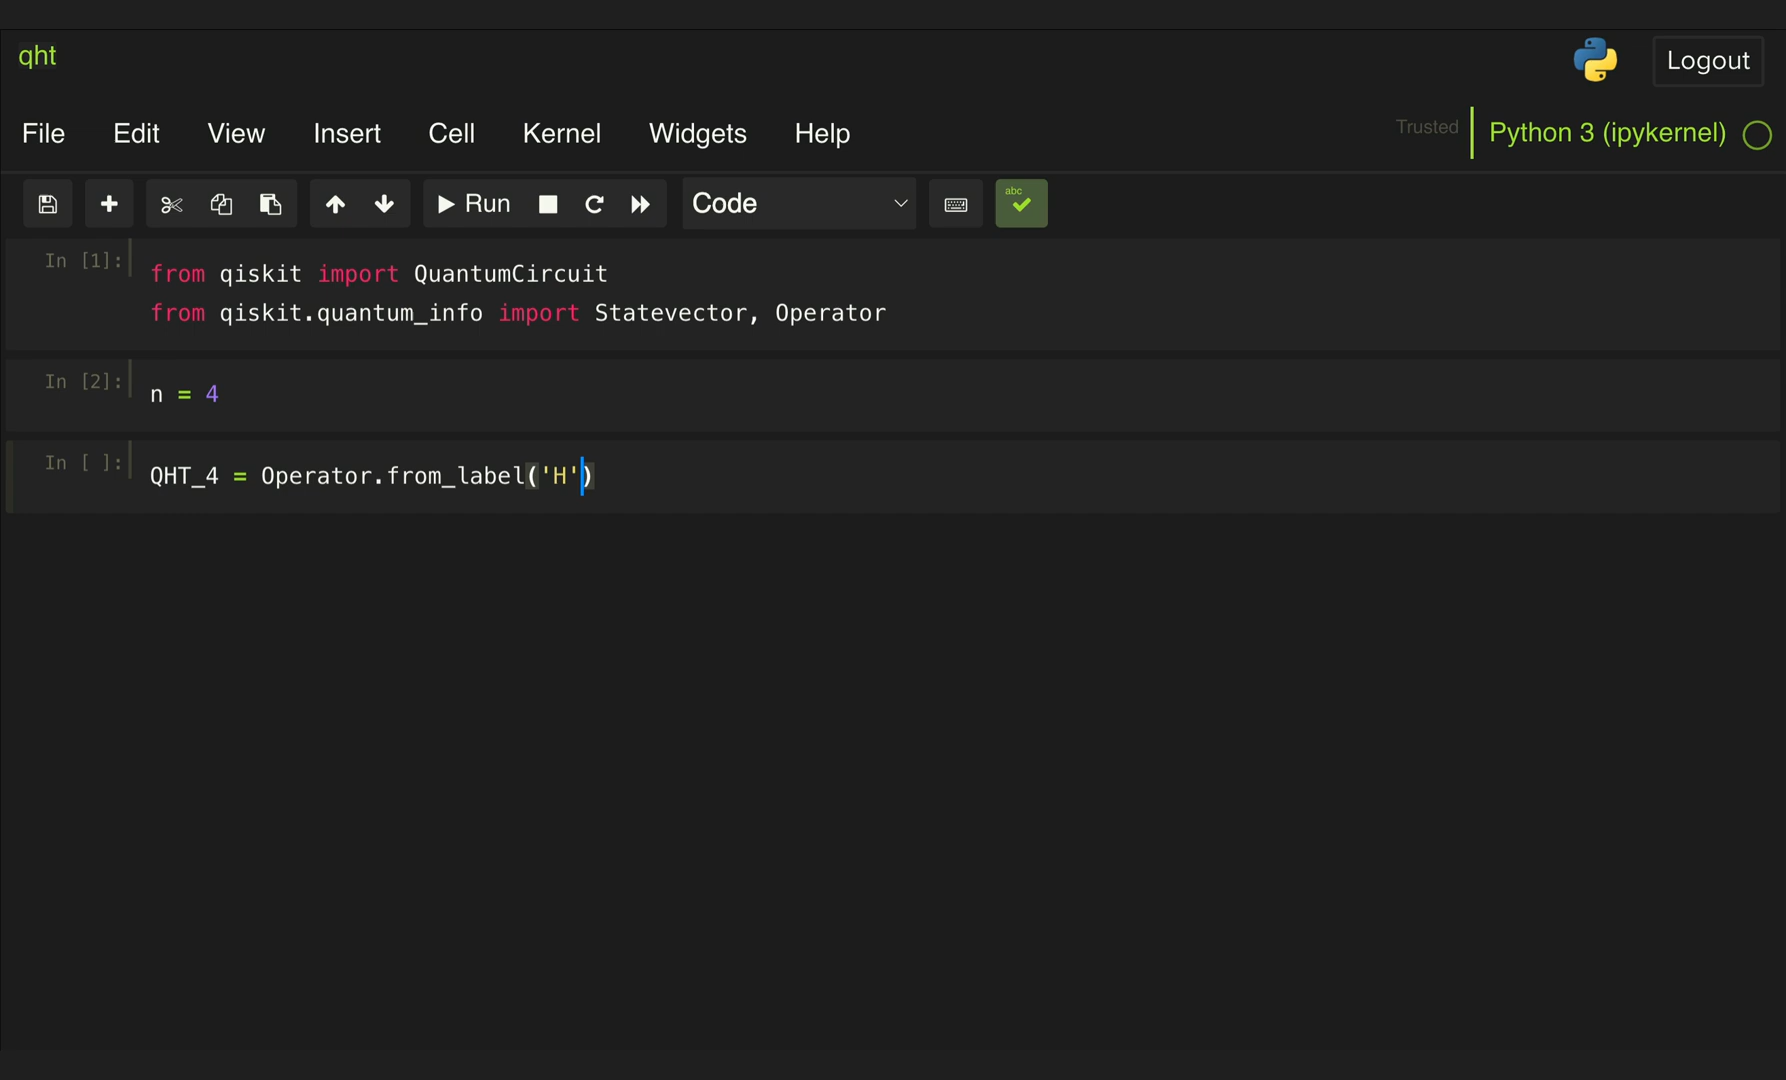 qht
Logout
File Edit View Insert Cell Kernel Widgets Help
Trusted
Python 3 (ipykernel)
Run
Code
abc
In [1]:
from qiskit import QuantumCircuit
from qiskit.quantum_info import Statevector, Operator
In [2]:
n = 4
In [ ]:
QHT_4 = Operator.from_label('H')